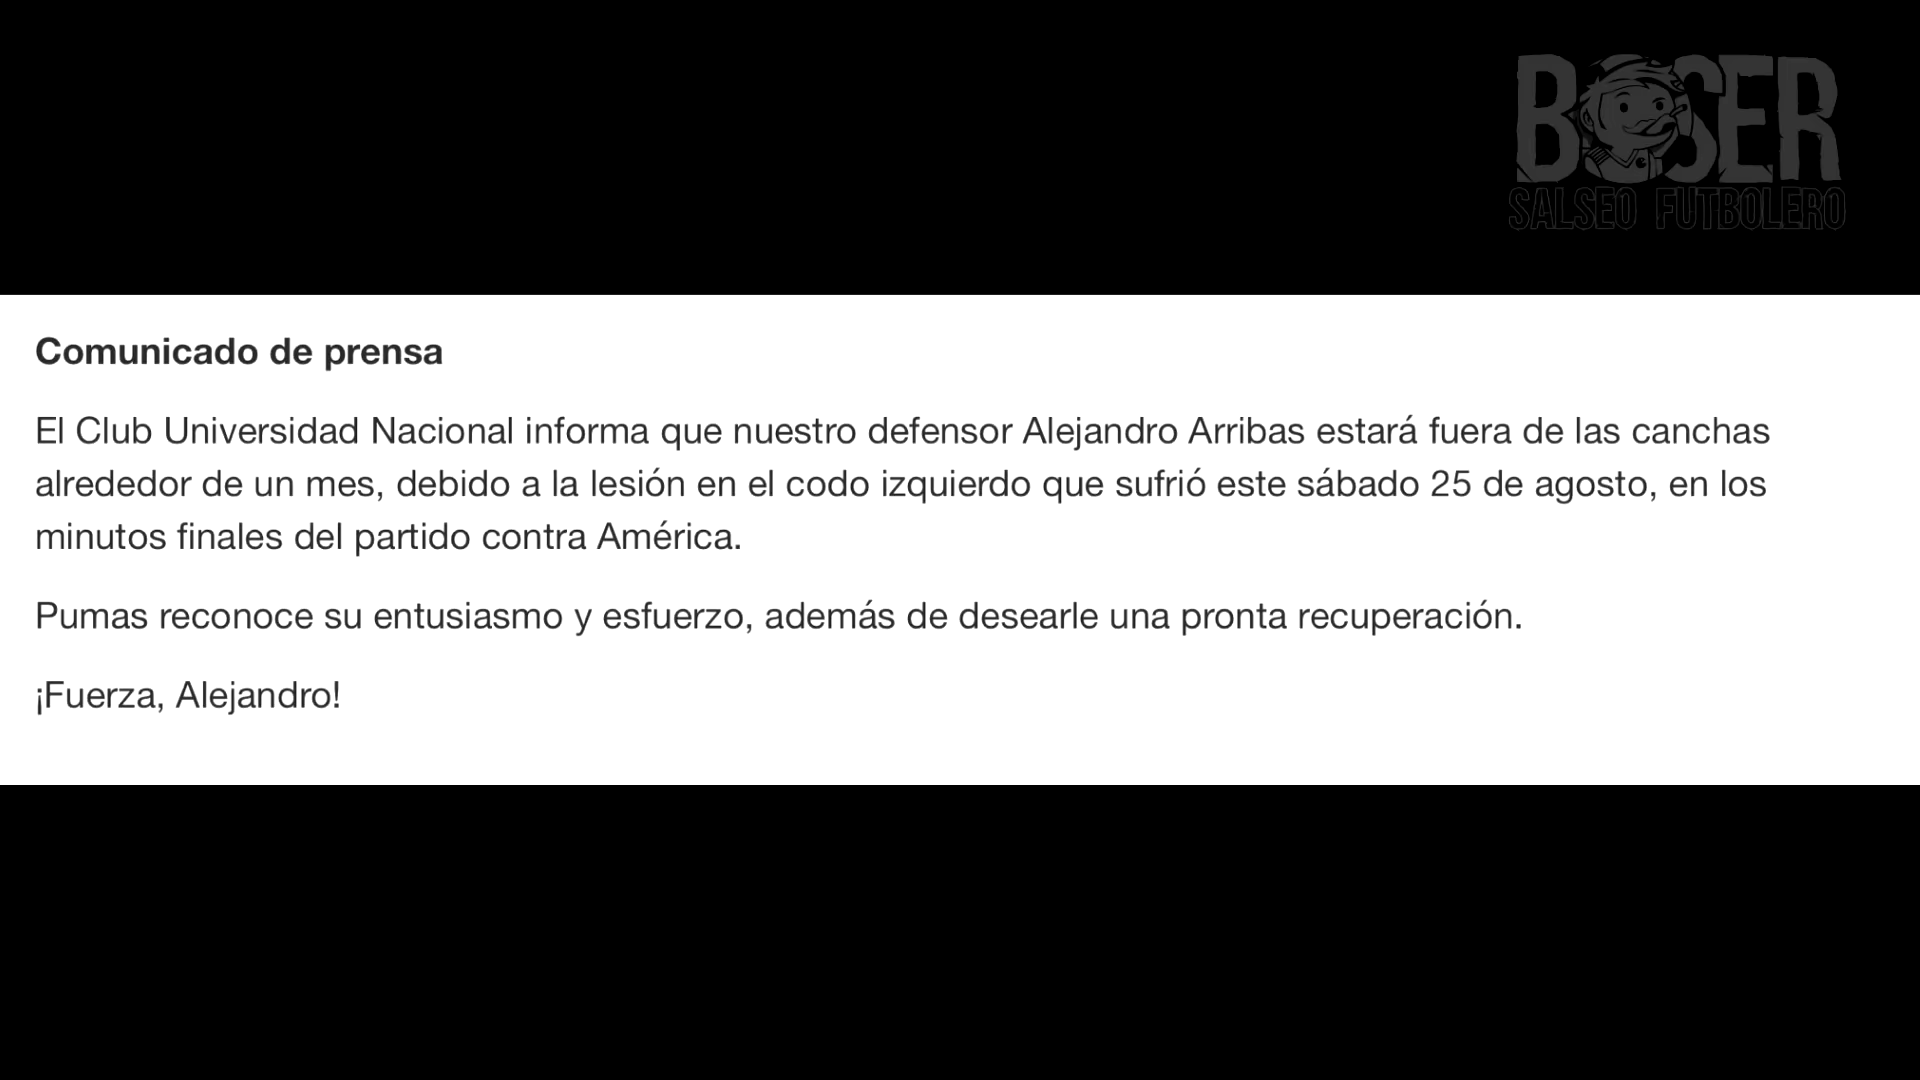 BOSER
SALSEO FUTBOLERO
Comunicado de prensa
El Club Universidad Nacional informa que nuestro defensor Alejandro Arribas estará fuera de las canchas
alrededor de un mes, debido a la lesión en el codo izquierdo que sufrió este sábado 25 de agosto, en los
minutos finales del partido contra América.
Pumas reconoce su entusiasmo y esfuerzo, además de desearle una pronta recuperación.
¡Fuerza, Alejandro!